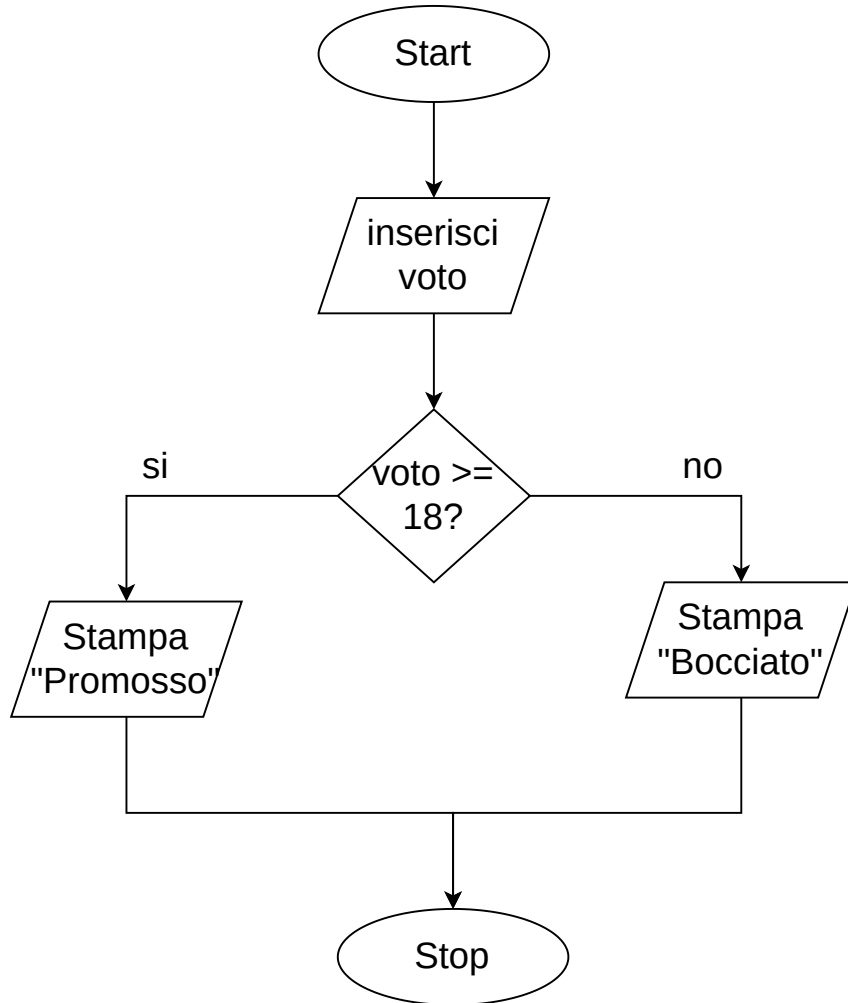 Start
inserisci
voto
voto >=
18?
si
no
Stampa
"Promosso"
Stampa
"Bocciato"
Stop